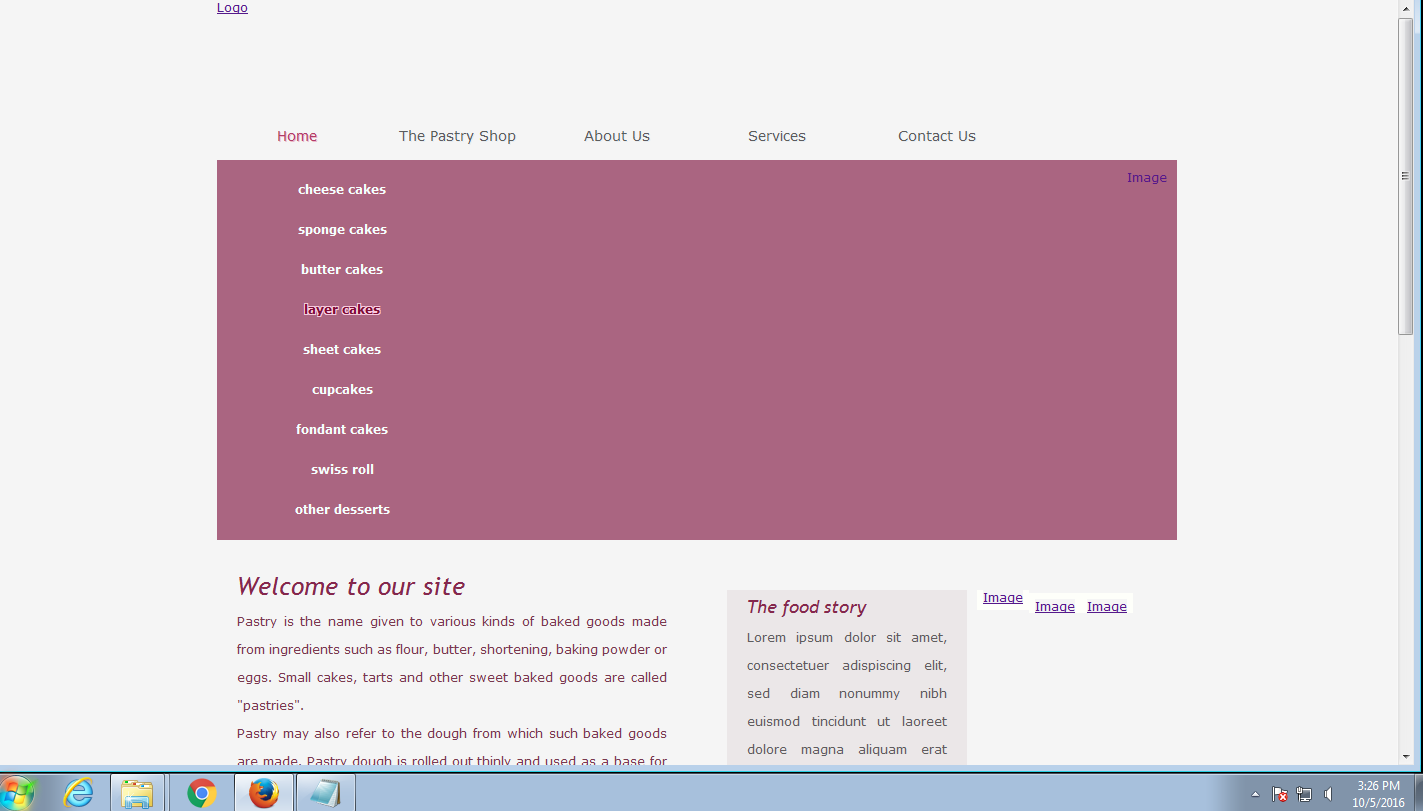 Logo
Home The Pastry Shop About Us Services Contact Us
Image
cheese cakes
sponge cakes
butter cakes
layer cakes
sheet cakes
cupcakes
fondant cakes
swiss roll
other desserts
Welcome to our site
Pastry is the name given to various kinds of baked goods made
from ingredients such as flour, butter, shortening, baking powder or
eggs. Small cakes, tarts and other sweet baked goods are called
"pastries".
Pastry may also refer to the dough from which such baked goods
are made. Pastry dough is rolled out thinly and used as a base for
The food story
Lorem ipsum dolor sit amet,
consectetuer adispiscing elit,
sed diam nonummy nibh
euismod tincidunt ut laoreet
dolore magna aliquam erat
Image Image Image
3:26 PM
10/5/2016